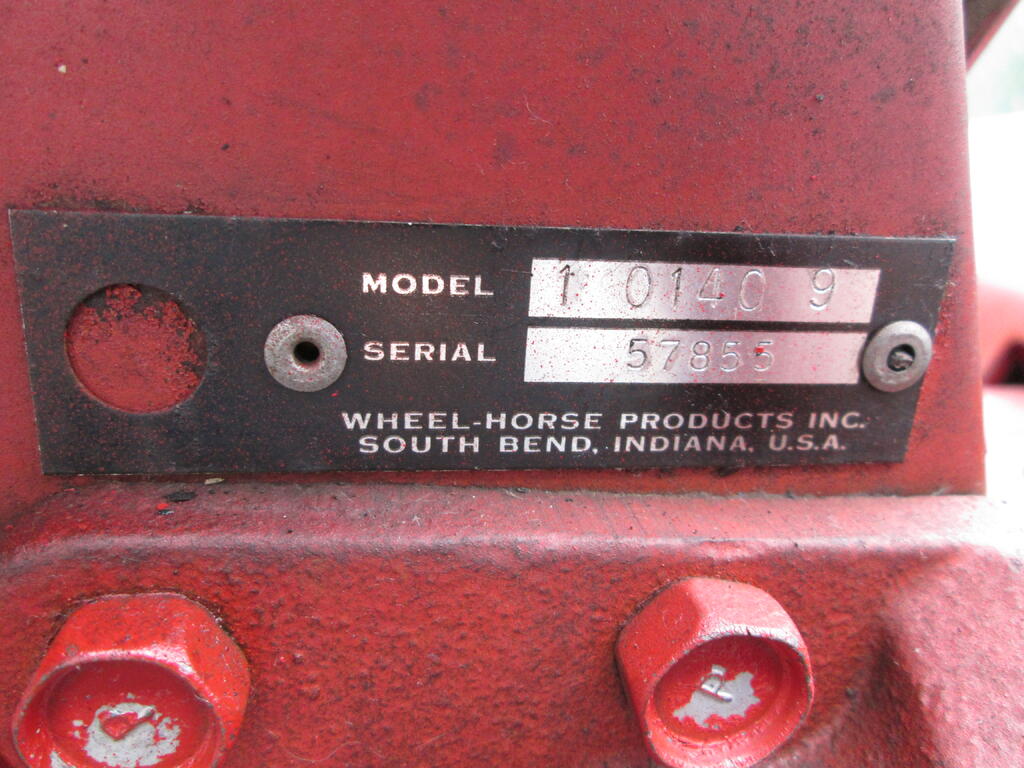 MODEL 1 0140 9
SERIAL 57855
WHEEL-HORSE PRODUCTS INC.
SOUTH BEND, INDIANA, U.S.A.